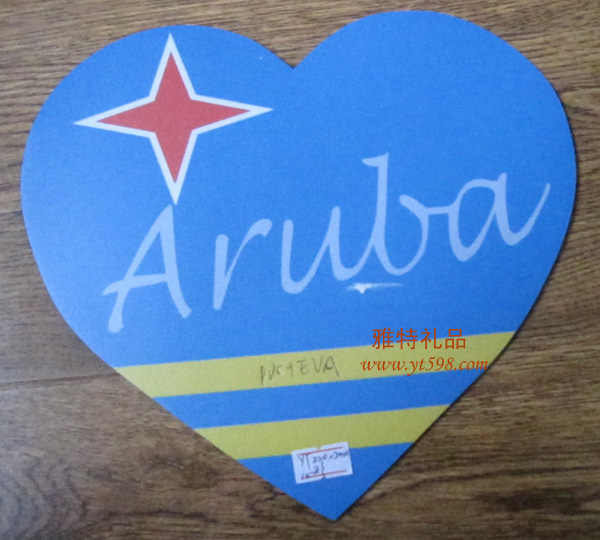 Aruba
雅特礼品
www.yt598.com
PVC+EVA